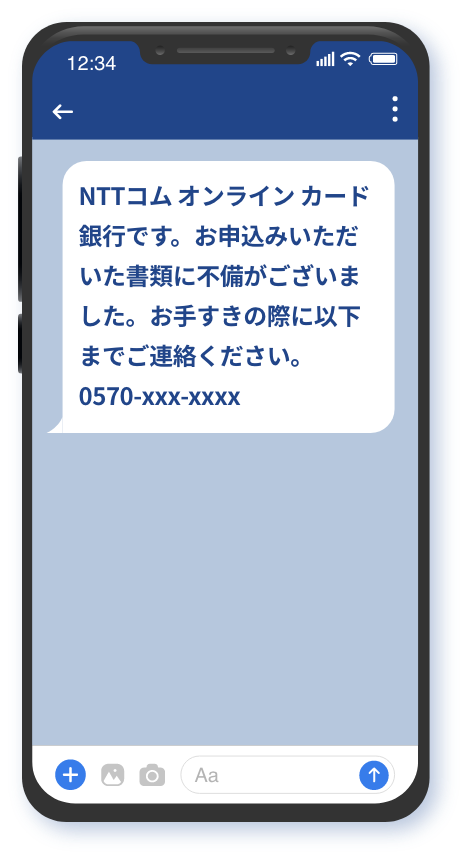 12:34
NTTコム オンライン カード
銀行です。お申込みいただ
いた書類に不備がございま
した。お手すきの際に以下
までご連絡ください。
0570-xxx-xxxx
Aa